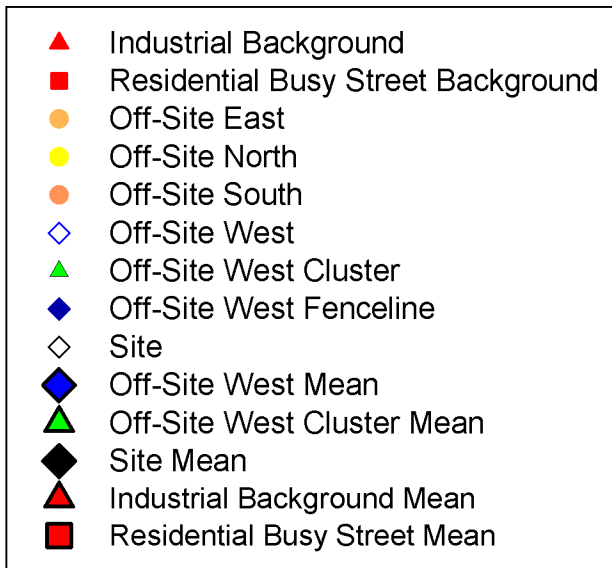 Industrial Background
Residential Busy Street Background
Off-Site East
Off-Site North
Off-Site South
Off-Site West
Off-Site West Cluster
Off-Site West Fenceline
Site
Off-Site West Mean
Off-Site West Cluster Mean
Site Mean
Industrial Background Mean
Residential Busy Street Mean